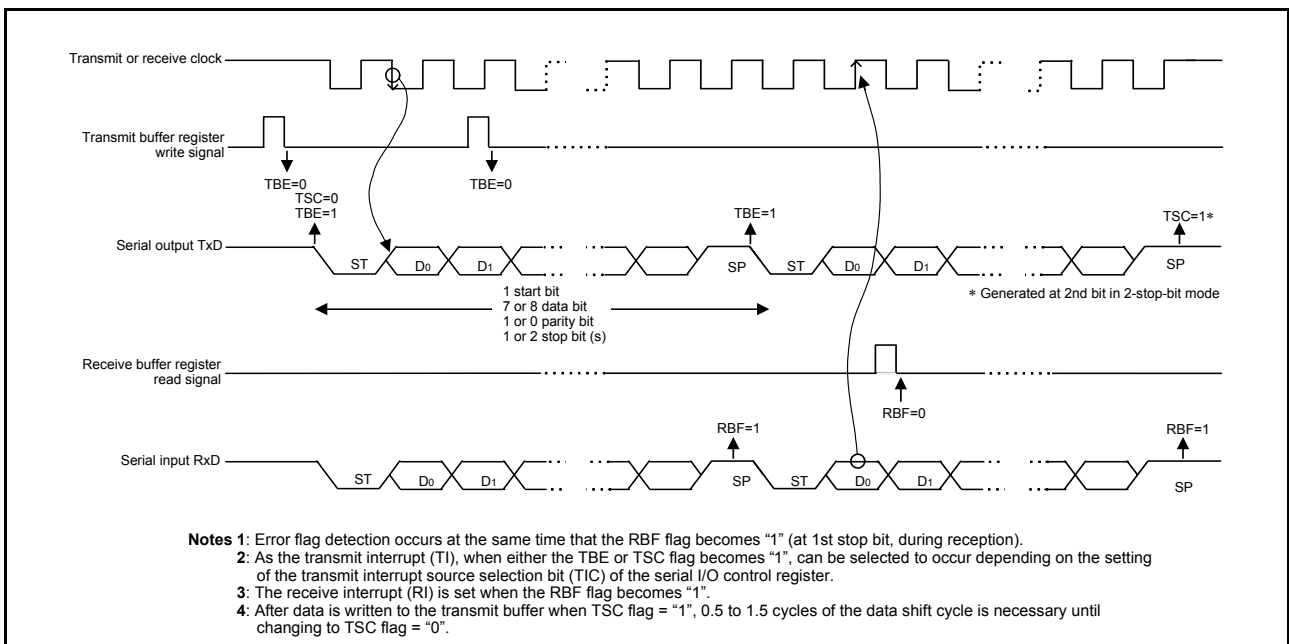 Transmit or receive clock
Transmit buffer register
write signal
TBE=0
TBE=0
TSC=0
TBE=1
TBE=1
TSC=1*
Serial output TxD
ST
D0
D1
SP
ST
D0
D1
SP
1 start bit
7 or 8 data bit
1 or 0 parity bit
1 or 2 stop bit (s)
* Generated at 2nd bit in 2-stop-bit mode
Receive buffer register
read signal
RBF=0
RBF=1
RBF=1
Serial input RxD
ST
D0
D1
SP
ST
D0
D1
SP
Notes 1: Error flag detection occurs at the same time that the RBF flag becomes “1” (at 1st stop bit, during reception).
2: As the transmit interrupt (TI), when either the TBE or TSC flag becomes “1”, can be selected to occur depending on the setting
of the transmit interrupt source selection bit (TIC) of the serial I/O control register.
3: The receive interrupt (RI) is set when the RBF flag becomes “1”.
4: After data is written to the transmit buffer when TSC flag = “1”, 0.5 to 1.5 cycles of the data shift cycle is necessary until
changing to TSC flag = “0”.